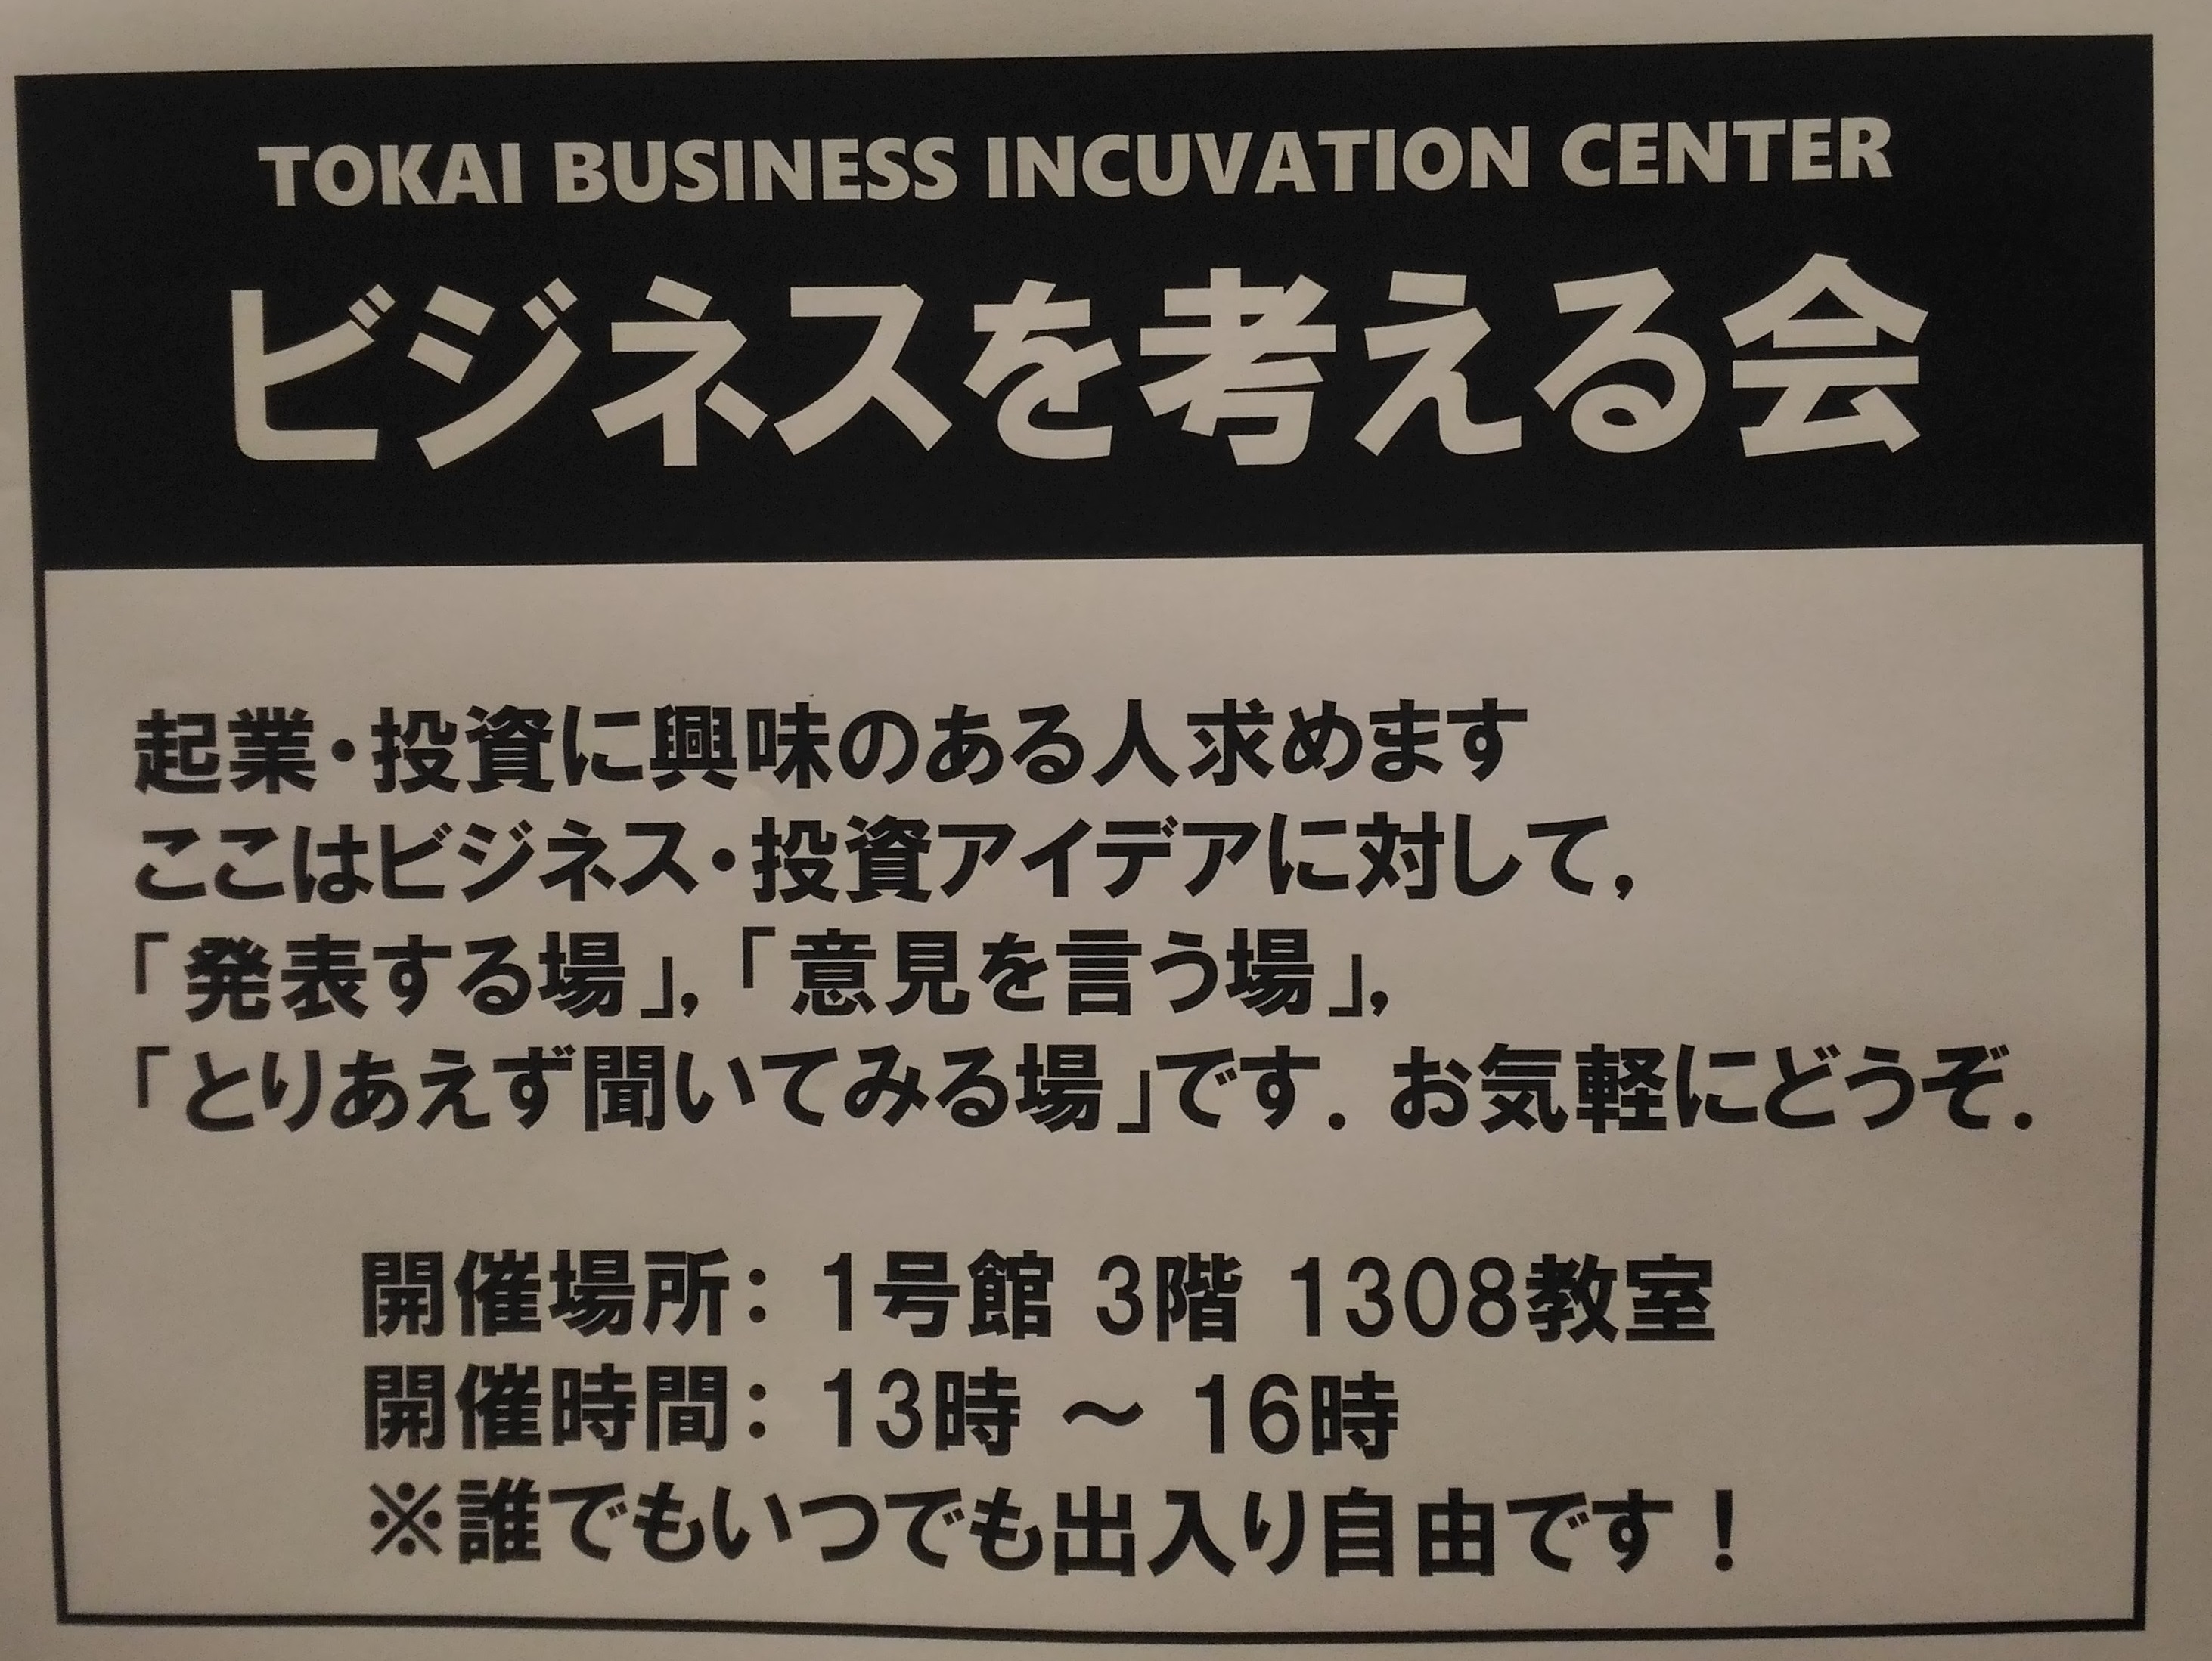 TOKAI BUSINESS INCUVATION CENTER
ビジネスを考える会
起業・投資に興味のある人求めます
ここはビジネス・投資アイデアに対して,
「発表する場」,「意見を言う場」,
「とりあえず聞いてみる場」です. お気軽にどうぞ.
開催場所: 1号館 3階 1308教室
開催時間: 13時 ～ 16時
※誰でもいつでも出入り自由です！